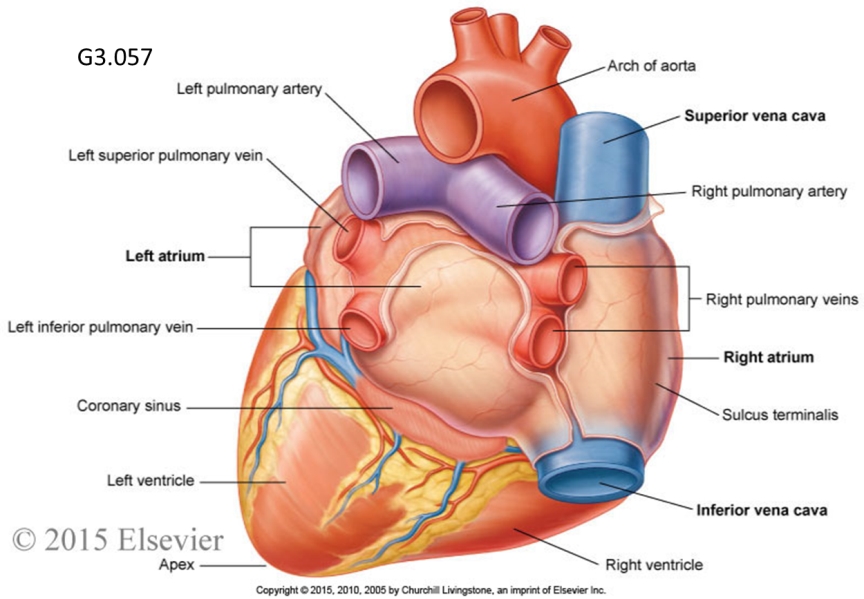 G3.057
Arch of aorta
Left pulmonary artery
Superior vena cava
Left superior pulmonary vein
Right pulmonary artery
Left atrium
Right pulmonary veins
Left inferior pulmonary vein
Right atrium
Coronary sinus
Sulcus terminalis
Left ventricle
Inferior vena cava
© 2015 Elsevier
Apex
Right ventricle
Copyright © 2015, 2010, 2005 by Churchill Livingstone, an imprint of Elsevier Inc.